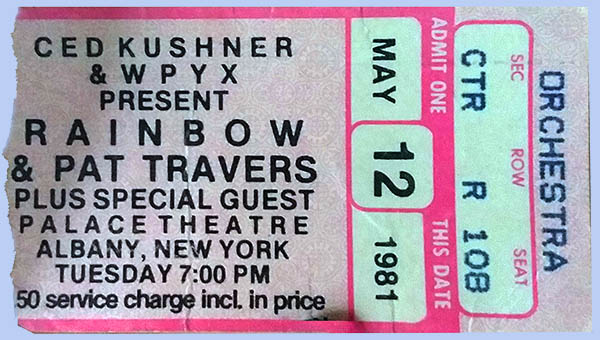 CED KUSHNER
& WPYX
PRESENT
RAINBOW
& PAT TRAVERS
PLUS SPECIAL GUEST
PALACE THEATRE
ALBANY, NEW YORK
TUESDAY 7:00 PM
50 service charge incl. in price
MAY 12 1981
ADMIT ONE THIS DATE
SEC ROW SEAT
CTR R 108
ORCHESTRA